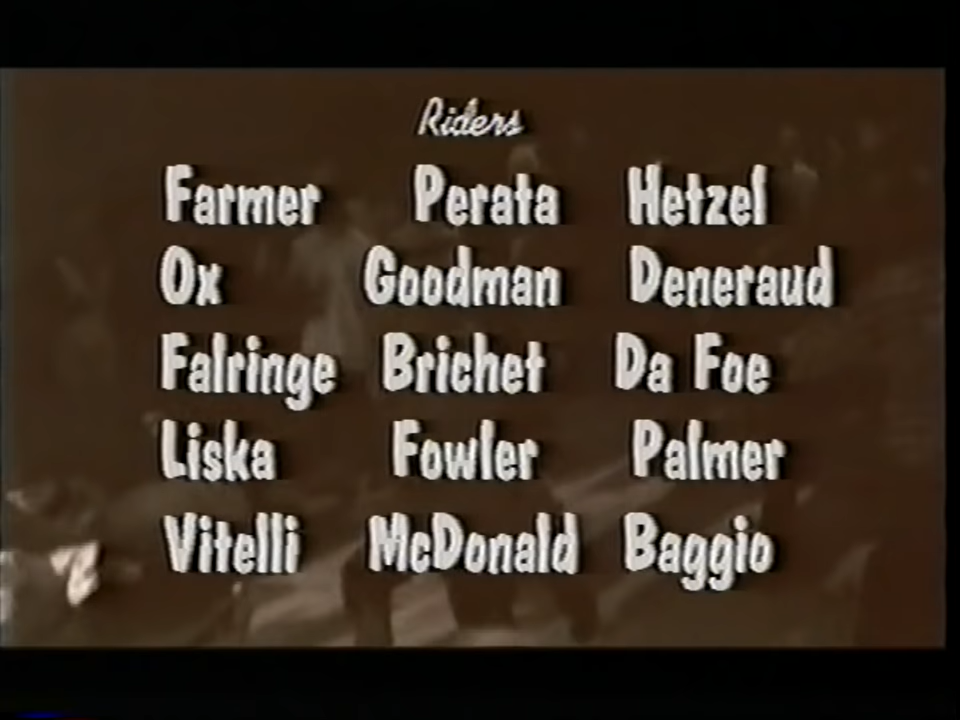 Riders
Farmer Perata Hetzel
Ox Goodman Deneraud
Falringe Brichet Da Foe
Liska Fowler Palmer
Vitelli McDonald Baggio